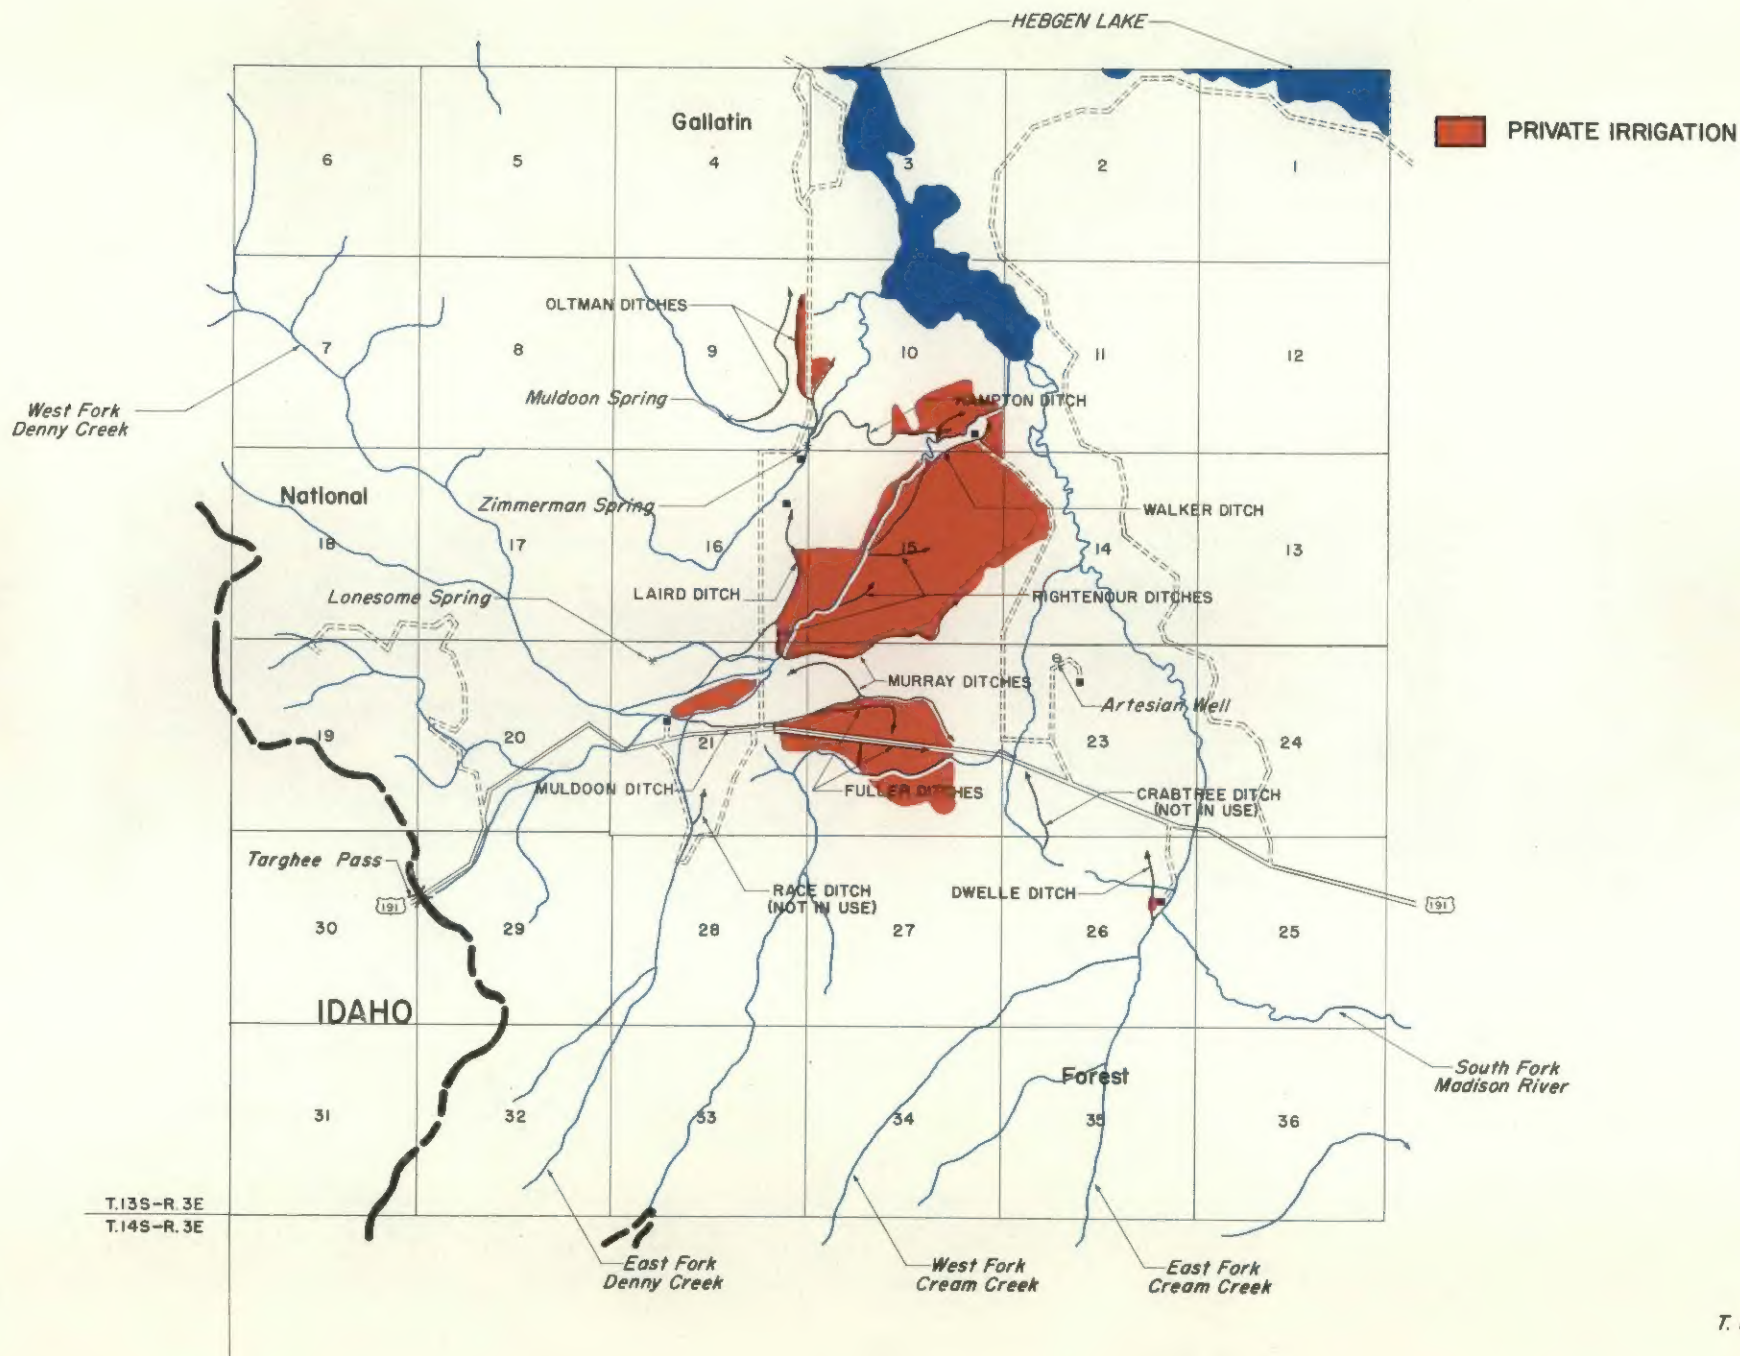 HEBGEN LAKE
PRIVATE IRRIGATION
Gallatin
6
5
4
3
2
1
OLTMAN DITCHES
7
8
9
10
11
12
West Fork
Denny Creek
Muldoon Spring
HAMPTON DITCH
National
Zimmerman Spring
WALKER DITCH
18
17
16
15
14
13
Lonesome Spring
LAIRD DITCH
RIGHTENOUR DITCHES
MURRAY DITCHES
Artesian Well
19
20
21
23
24
MULDOON DITCH
FULLER DITCHES
CRABTREE DITCH
(NOT IN USE)
Targhee Pass
191
RACE DITCH
(NOT IN USE)
DWELLE DITCH
191
30
29
28
27
26
25
IDAHO
Forest
South Fork
Madison River
31
32
33
34
35
36
T.13S-R.3E
T.14S-R.3E
East Fork
Denny Creek
West Fork
Cream Creek
East Fork
Cream Creek
T.